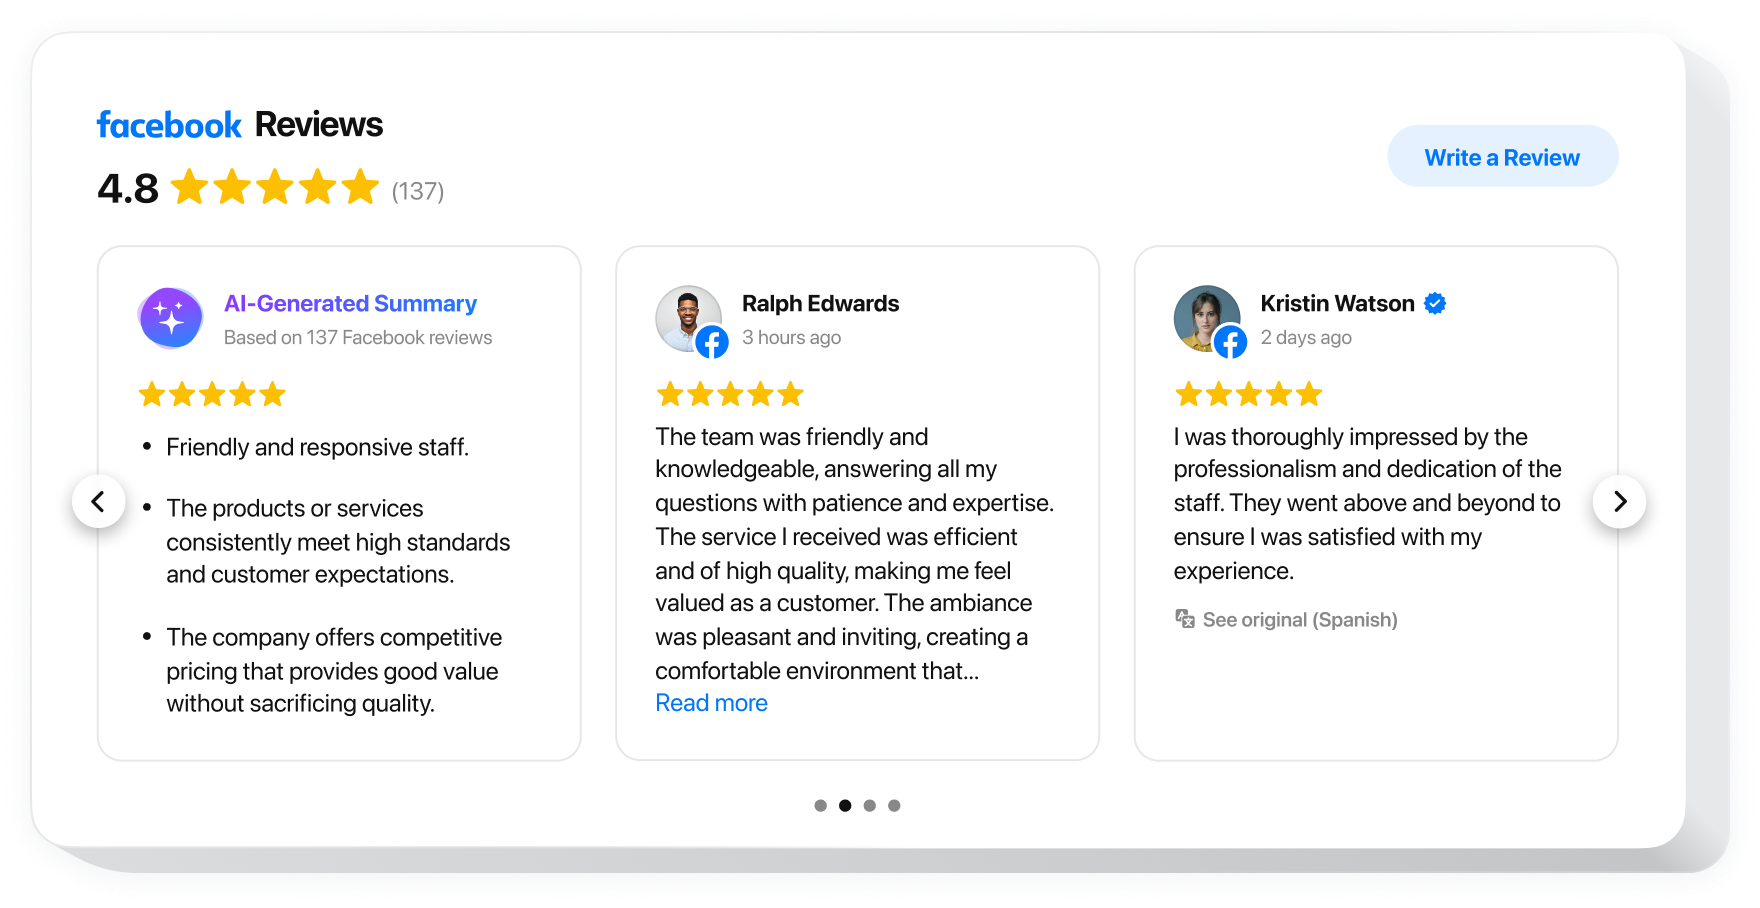 facebook Reviews
4.8 (137)
Write a Review
AI-Generated Summary
Based on 137 Facebook reviews
• Friendly and responsive staff.
• The products or services
consistently meet high standards
and customer expectations.
• The company offers competitive
pricing that provides good value
without sacrificing quality.
Ralph Edwards
3 hours ago
The team was friendly and
knowledgeable, answering all my
questions with patience and expertise.
The service I received was efficient
and of high quality, making me feel
valued as a customer. The ambiance
was pleasant and inviting, creating a
comfortable environment that...
Read more
Kristin Watson
2 days ago
I was thoroughly impressed by the
professionalism and dedication of the
staff. They went above and beyond to
ensure I was satisfied with my
experience.
See original (Spanish)